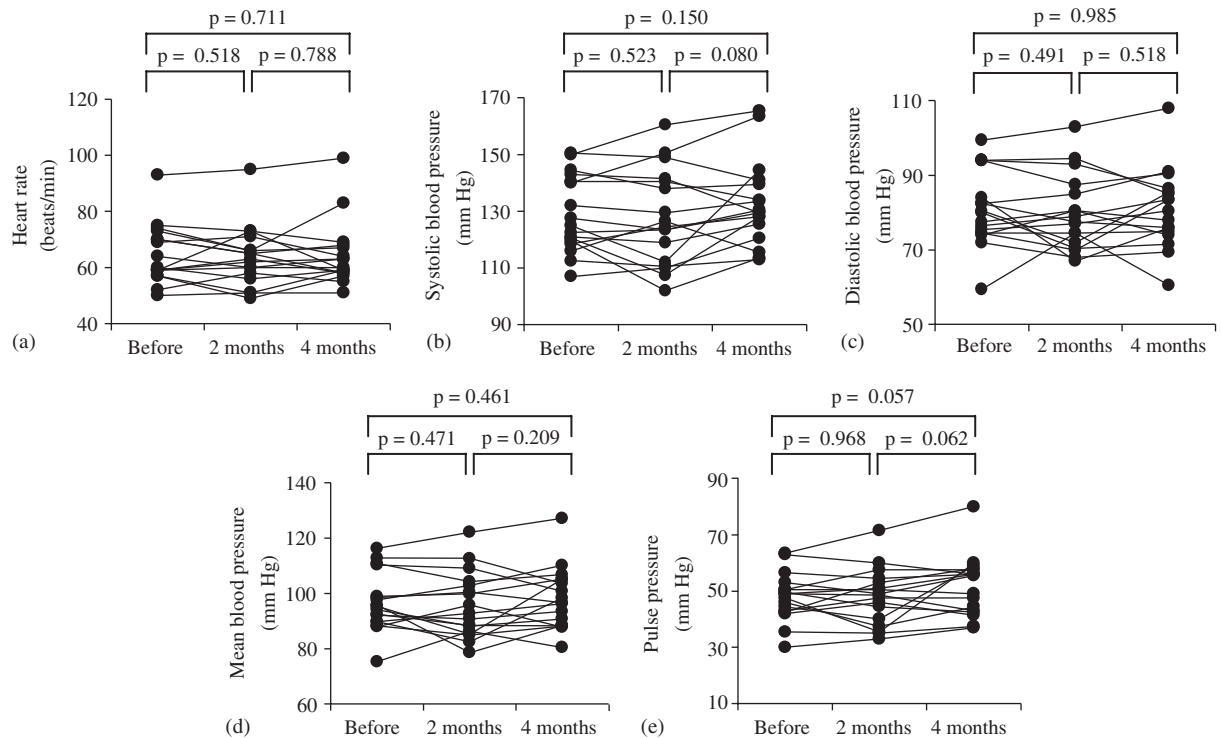 (a)
p = 0.711
p = 0.518
p = 0.788
Heart rate
(beats/min)
120
100
80
60
40
Before
2 months
4 months
(b)
p = 0.150
p = 0.523
p = 0.080
Systolic blood pressure
(mm Hg)
170
150
130
110
90
Before
2 months
4 months
(c)
p = 0.985
p = 0.491
p = 0.518
Diastolic blood pressure
(mm Hg)
110
90
70
50
Before
2 months
4 months
(d)
p = 0.461
p = 0.471
p = 0.209
Mean blood pressure
(mm Hg)
140
120
100
80
60
Before
2 months
4 months
(e)
p = 0.057
p = 0.968
p = 0.062
Pulse pressure
(mm Hg)
90
70
50
30
10
Before
2 months
4 months